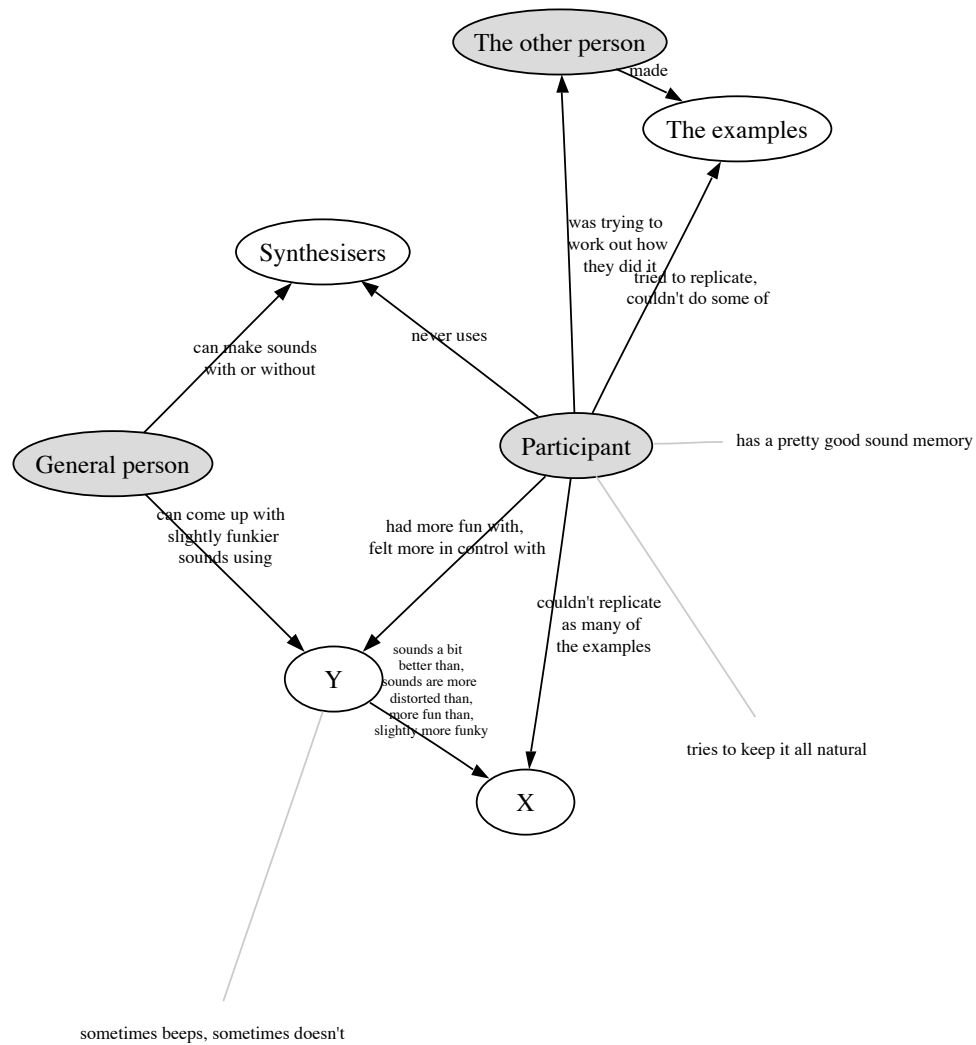 The other person
made
The examples
was trying to
work out how
they did it
tried to replicate,
couldn't do some of
Synthesisers
can make sounds
with or without
never uses
General person
Participant
has a pretty good sound memory
can come up with
slightly funkier
sounds using
had more fun with,
felt more in control with
couldn't replicate
as many of
the examples
Y
sounds a bit
better than,
sounds are more
distorted than,
more fun than,
slightly more funky
tries to keep it all natural
X
sometimes beeps, sometimes doesn't